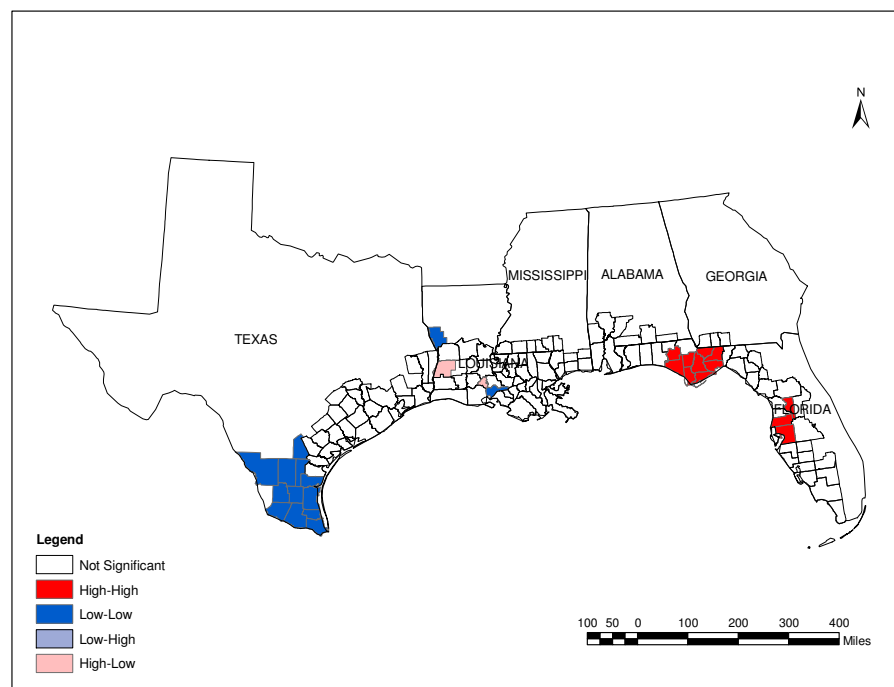 N
MISSISSIPPI
ALABAMA
GEORGIA
TEXAS
LOUISIANA
FLORIDA
Legend
Not Significant
High-High
Low-Low
Low-High
High-Low
100 50 0 100 200 300 400
Miles